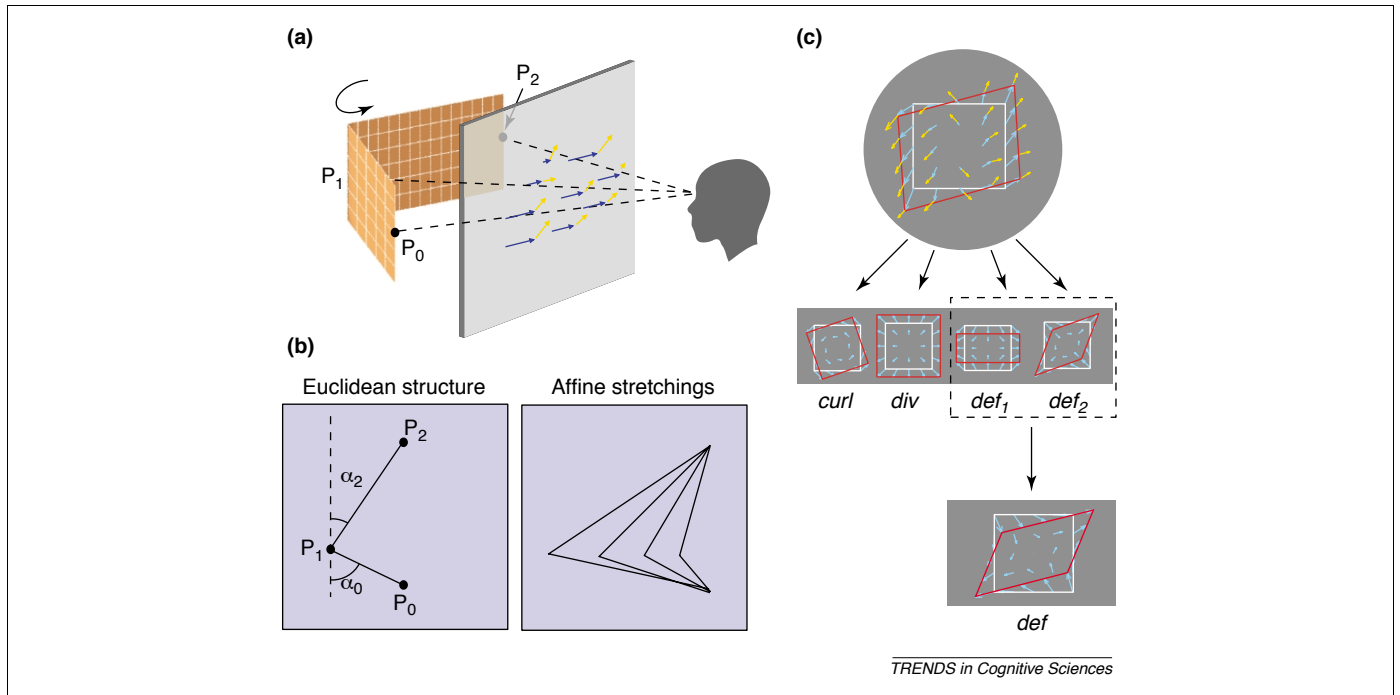 (a)
P2
P1
P0
(b)
Euclidean structure
Affine stretchings
P2
α2
P1
α0
P0
(c)
curl
div
def1
def2
def
TRENDS in Cognitive Sciences